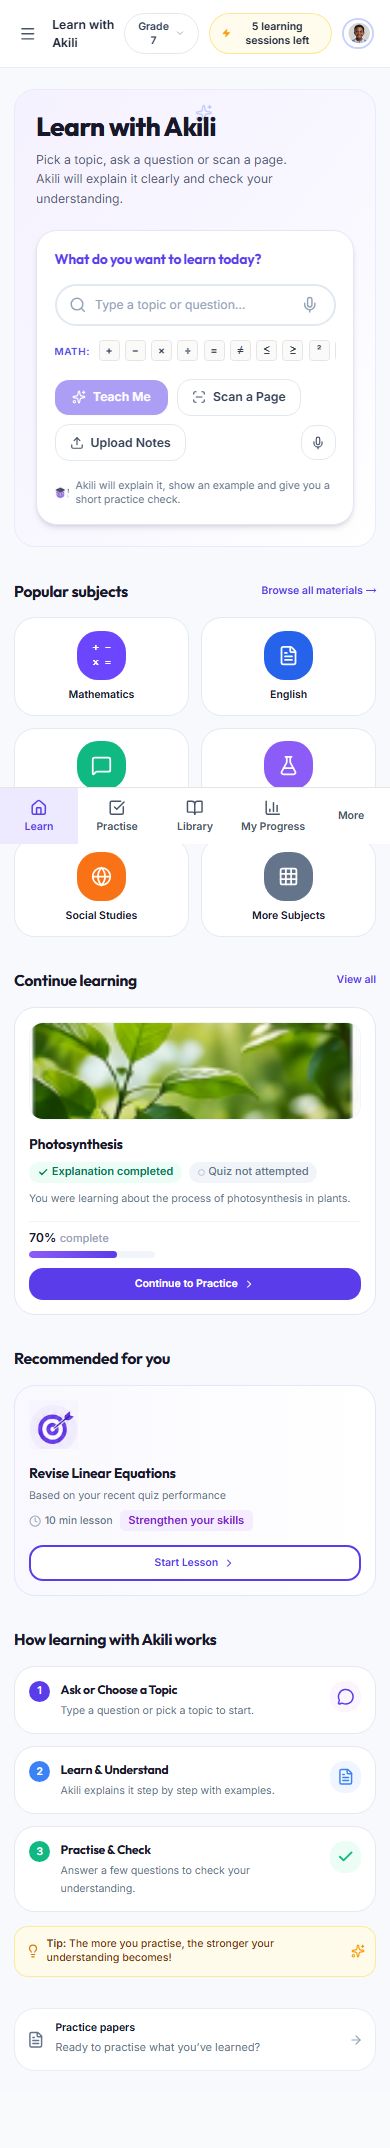 Learn with
Akili
Grade
7
5 learning
sessions left
Learn with Akili
Pick a topic, ask a question or scan a page.
Akili will explain it clearly and check your
understanding.
What do you want to learn today?
Type a topic or question...
MATH: + − × ÷ = ≠ ≤ ≥ ²
Teach Me
Scan a Page
Upload Notes
Akili will explain it, show an example and give you a
short practice check.
Popular subjects
Browse all materials →
Mathematics
English
Learn
Practise
Library
My Progress
More
Social Studies
More Subjects
Continue learning
View all
Photosynthesis
Explanation completed
Quiz not attempted
You were learning about the process of photosynthesis in plants.
70% complete
Continue to Practice
Recommended for you
Revise Linear Equations
Based on your recent quiz performance
10 min lesson
Strengthen your skills
Start Lesson
How learning with Akili works
1
Ask or Choose a Topic
Type a question or pick a topic to start.
2
Learn & Understand
Akili explains it step by step with examples.
3
Practise & Check
Answer a few questions to check your
understanding.
Tip: The more you practise, the stronger your
understanding becomes!
Practice papers
Ready to practise what you've learned?